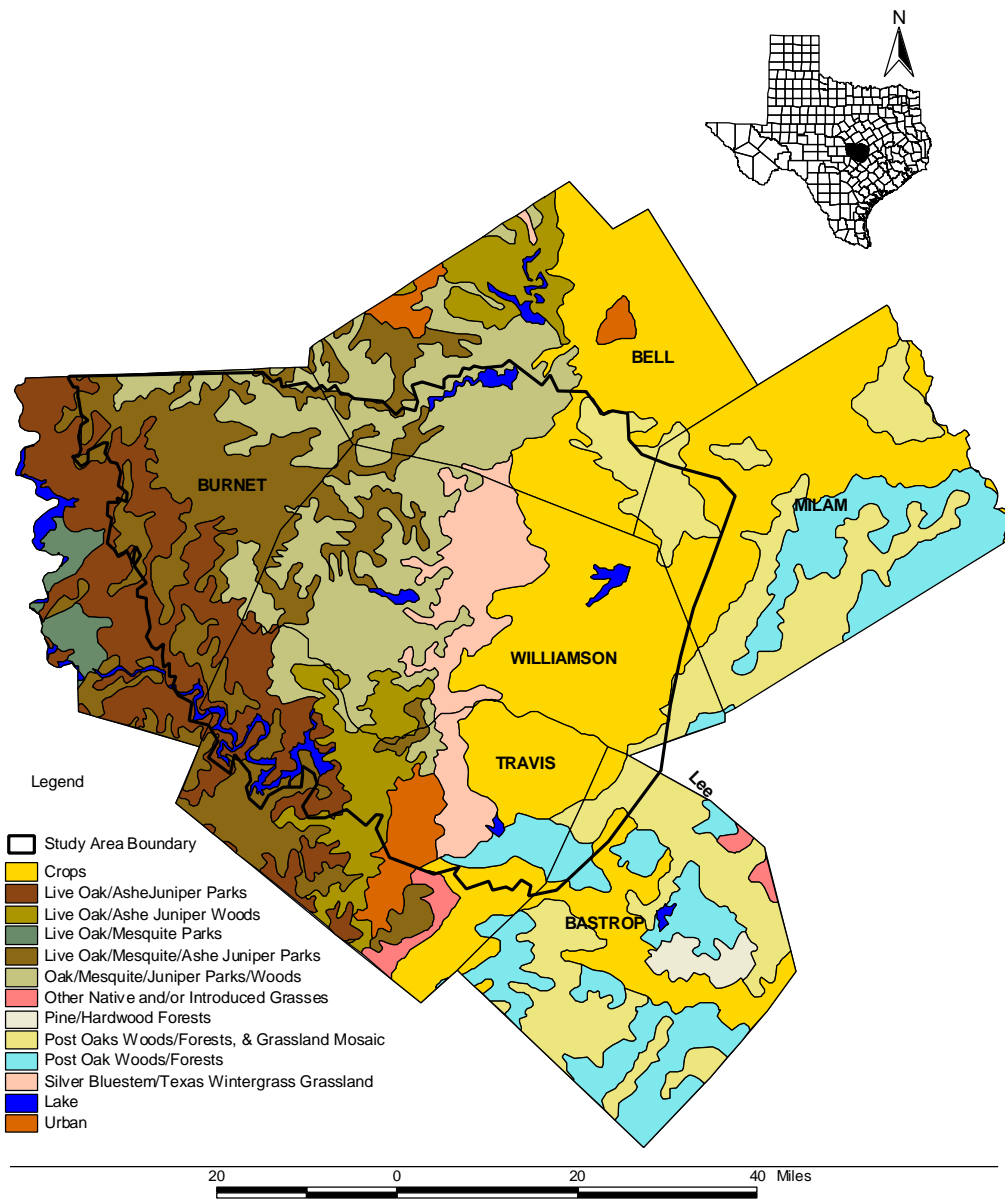 N
BELL
BURNET
MILAM
WILLIAMSON
TRAVIS
Lee
BASTROP
Legend
Study Area Boundary
Crops
Live Oak/AsheJuniper Parks
Live Oak/Ashe Juniper Woods
Live Oak/Mesquite Parks
Live Oak/Mesquite/Ashe Juniper Parks
Oak/Mesquite/Juniper Parks/Woods
Other Native and/or Introduced Grasses
Pine/Hardwood Forests
Post Oaks Woods/Forests, & Grassland Mosaic
Post Oak Woods/Forests
Silver Bluestem/Texas Wintergrass Grassland
Lake
Urban
20 0 20 40 Miles